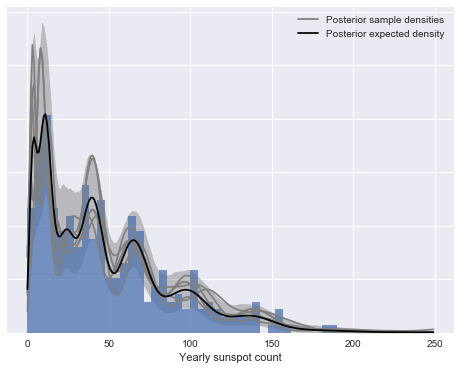 Posterior sample densities
Posterior expected density
0 50 100 150 200 250
Yearly sunspot count